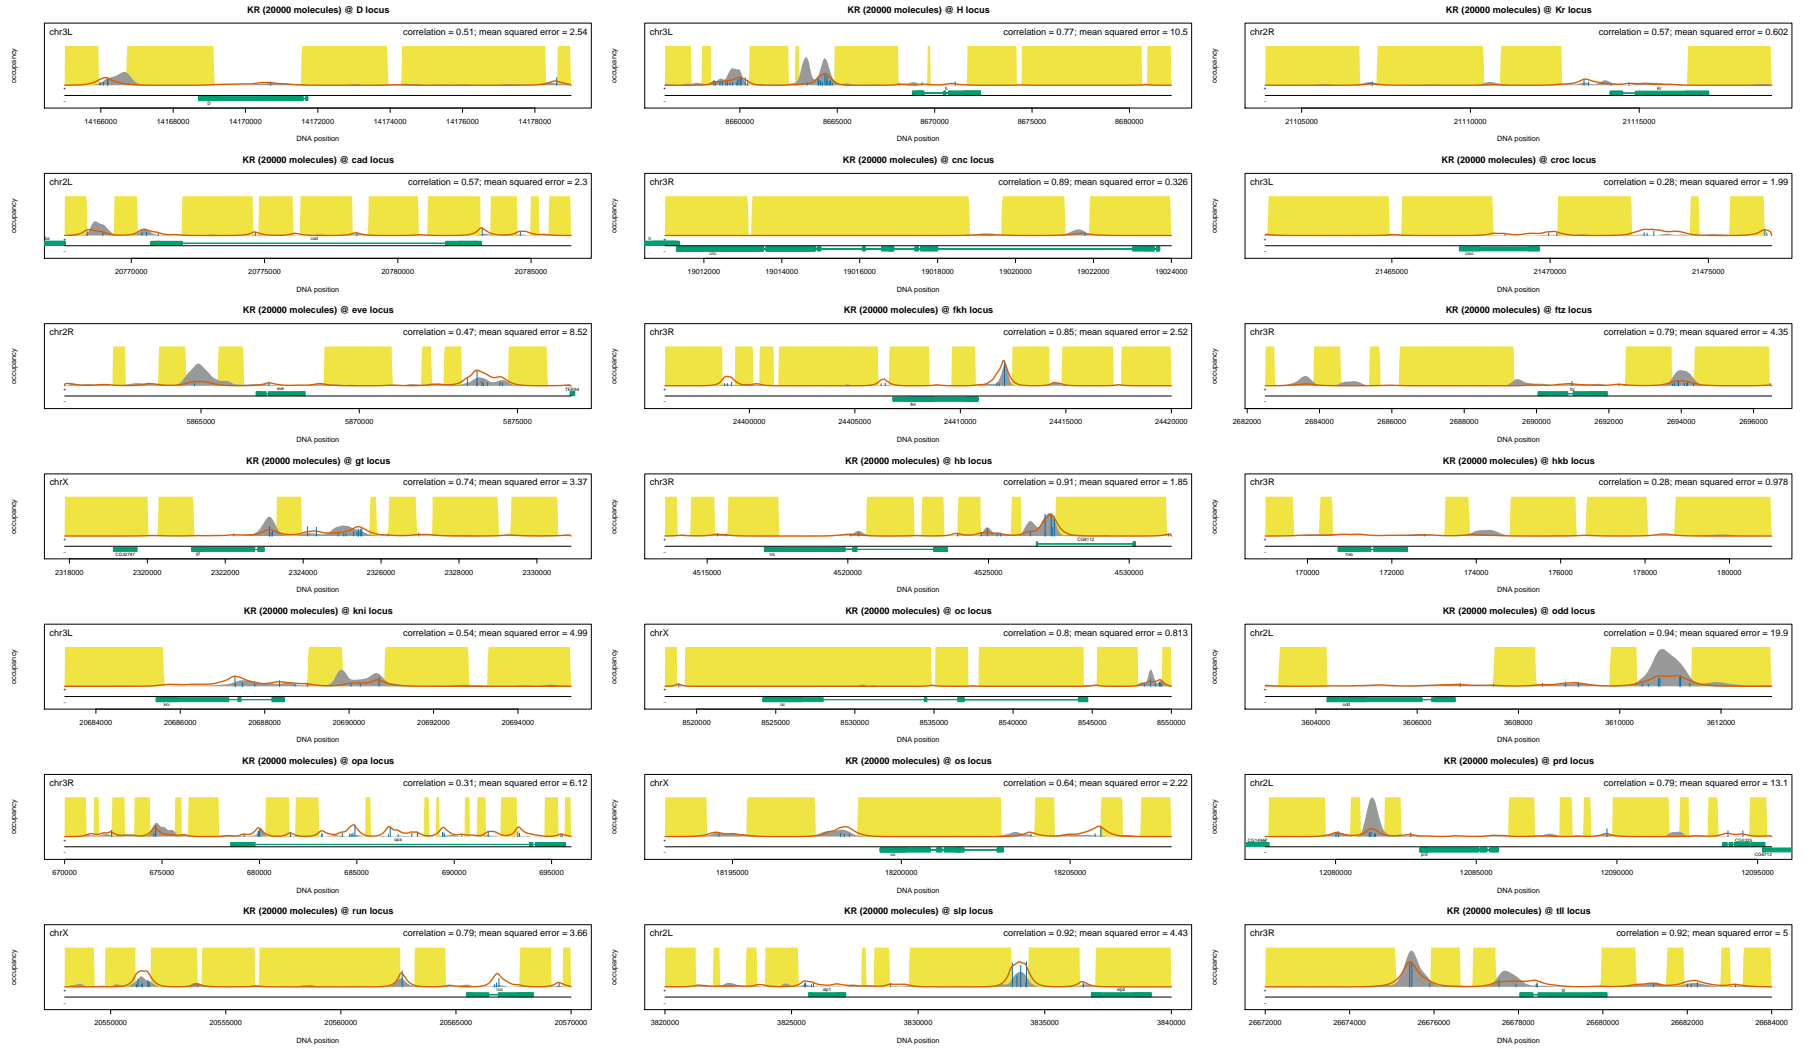 KR (20000 molecules) @ D locus
chr3L
correlation = 0.51; mean squared error = 2.54
occupancy
D
14166000 14168000 14170000 14172000 14174000 14176000 14178000
DNA position
KR (20000 molecules) @ H locus
chr3L
correlation = 0.77; mean squared error = 10.5
occupancy
8660000 8665000 8670000 8675000 8680000
DNA position
KR (20000 molecules) @ Kr locus
chr2R
correlation = 0.57; mean squared error = 0.602
occupancy
Kr
21105000 21110000 21115000
DNA position
KR (20000 molecules) @ cad locus
chr2L
correlation = 0.57; mean squared error = 2.3
occupancy
cad
20770000 20775000 20780000 20785000
DNA position
KR (20000 molecules) @ cnc locus
chr3R
correlation = 0.89; mean squared error = 0.326
occupancy
cnc
19012000 19014000 19016000 19018000 19020000 19022000 19024000
DNA position
KR (20000 molecules) @ croc locus
chr3L
correlation = 0.28; mean squared error = 1.99
occupancy
croc
21465000 21470000 21475000
DNA position
KR (20000 molecules) @ eve locus
chr2R
correlation = 0.47; mean squared error = 8.52
occupancy
eve
TER94
5865000 5870000 5875000
DNA position
KR (20000 molecules) @ fkh locus
chr3R
correlation = 0.85; mean squared error = 2.52
occupancy
fkh
24400000 24405000 24410000 24415000 24420000
DNA position
KR (20000 molecules) @ ftz locus
chr3R
correlation = 0.79; mean squared error = 4.35
occupancy
ftz
2682000 2684000 2686000 2688000 2690000 2692000 2694000 2696000
DNA position
KR (20000 molecules) @ gt locus
chrX
correlation = 0.74; mean squared error = 3.37
occupancy
CG32797
2318000 2320000 2322000 2324000 2326000 2328000 2330000
DNA position
KR (20000 molecules) @ hb locus
chr3R
correlation = 0.91; mean squared error = 1.85
occupancy
hb
CG8112
4515000 4520000 4525000 4530000
DNA position
KR (20000 molecules) @ hkb locus
chr3R
correlation = 0.28; mean squared error = 0.978
occupancy
hkb
170000 172000 174000 176000 178000 180000
DNA position
KR (20000 molecules) @ kni locus
chr3L
correlation = 0.54; mean squared error = 4.99
occupancy
kni
20684000 20686000 20688000 20690000 20692000 20694000
DNA position
KR (20000 molecules) @ oc locus
chrX
correlation = 0.8; mean squared error = 0.813
occupancy
oc
8520000 8525000 8530000 8535000 8540000 8545000 8550000
DNA position
KR (20000 molecules) @ odd locus
chr2L
correlation = 0.94; mean squared error = 19.9
occupancy
odd
3604000 3606000 3608000 3610000 3612000
DNA position
KR (20000 molecules) @ opa locus
chr3R
correlation = 0.31; mean squared error = 6.12
occupancy
opa
670000 675000 680000 685000 690000 695000
DNA position
KR (20000 molecules) @ os locus
chrX
correlation = 0.64; mean squared error = 2.22
occupancy
os
18195000 18200000 18205000
DNA position
KR (20000 molecules) @ prd locus
chr2L
correlation = 0.79; mean squared error = 13.1
occupancy
prd
12080000 12085000 12090000 12095000
DNA position
KR (20000 molecules) @ run locus
chrX
correlation = 0.79; mean squared error = 3.66
occupancy
run
20550000 20555000 20560000 20565000 20570000
DNA position
KR (20000 molecules) @ slp locus
chr2L
correlation = 0.92; mean squared error = 4.43
occupancy
slp1
slp2
3820000 3825000 3830000 3835000 3840000
DNA position
KR (20000 molecules) @ tll locus
chr3R
correlation = 0.92; mean squared error = 5
occupancy
26672000 26674000 26676000 26678000 26680000 26682000 26684000
DNA position